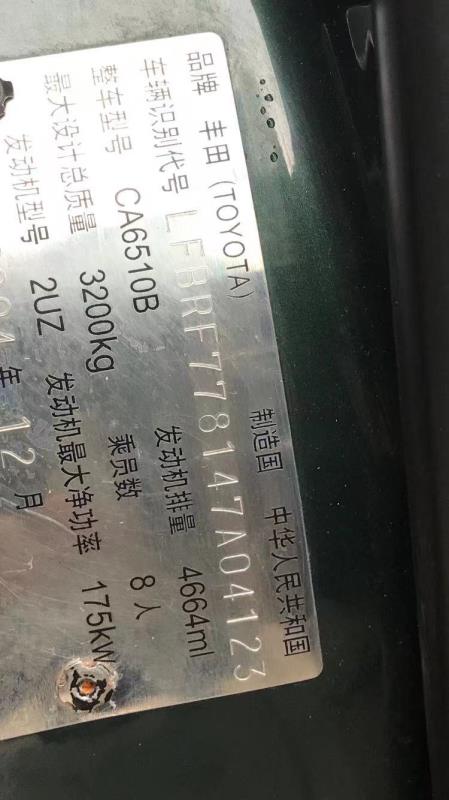 品牌 丰田(TOYOTA) 制造国 中华人民共和国
车辆识别代号 LFBRF778147A04123
整车型号 CA6510B 发动机排量 4664ml
最大设计总质量 3200kg 乘员数 8人
发动机型号 2UZ 发动机最大净功率 175kW
年12月